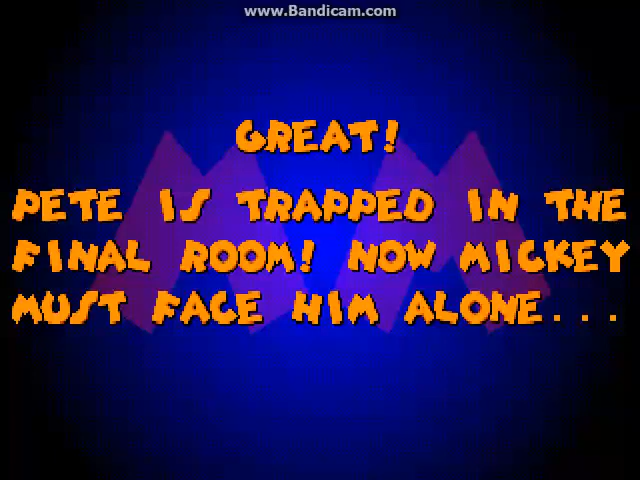 www.Bandicam.com
GREAT!
PETE IS TRAPPED IN THE
FINAL ROOM! NOW MICKEY
MUST FACE HIM ALONE...